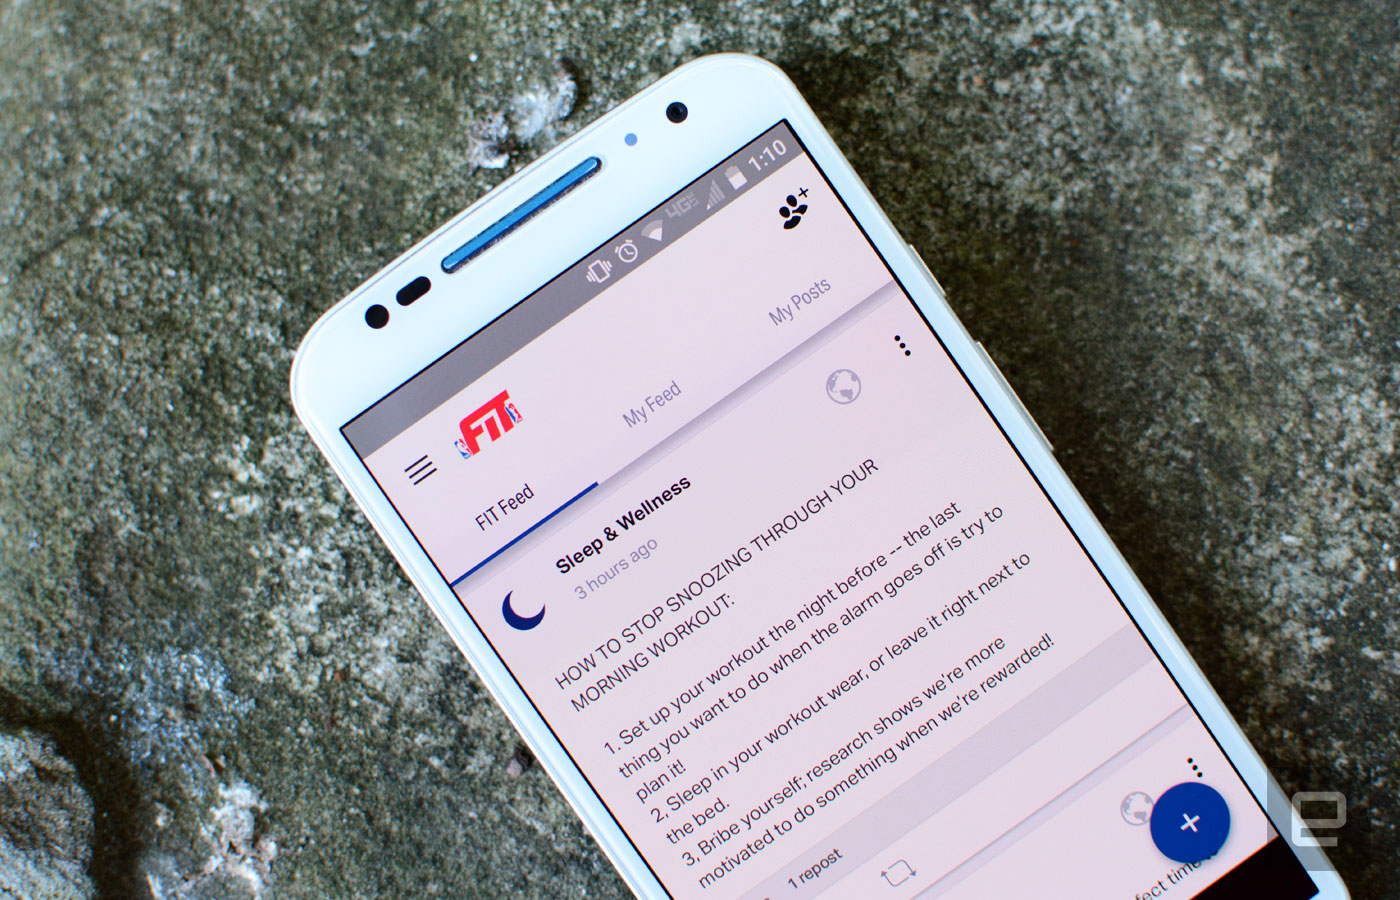 4G
1:10
FIT
FIT Feed
My Feed
My Posts
Sleep & Wellness
3 hours ago
HOW TO STOP SNOOZING THROUGH YOUR
MORNING WORKOUT:
1. Set up your workout the night before -- the last
thing you want to do when the alarm goes off is try to
plan it!
2, Sleep in your workout wear, or leave it right next to
the bed.
3, Bribe yourself; research shows we're more
motivated to do something when we're rewarded!
1 repost
+
time
e